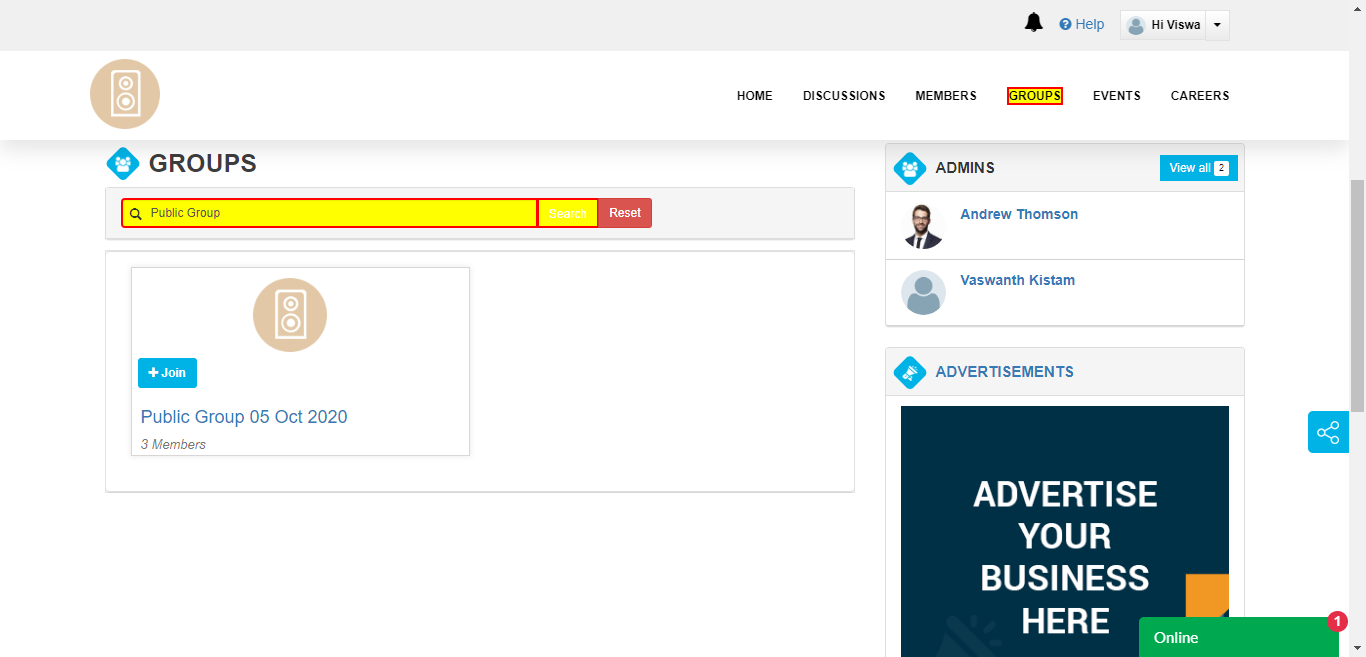 Help
Hi Viswa
HOME
DISCUSSIONS
MEMBERS
GROUPS
EVENTS
CAREERS
GROUPS
Public Group
Search
Reset
Join
Public Group 05 Oct 2020
3 Members
ADMINS
View all 2
Andrew Thomson
Vaswanth Kistam
ADVERTISEMENTS
ADVERTISE
YOUR
BUSINESS
HERE
Online
1